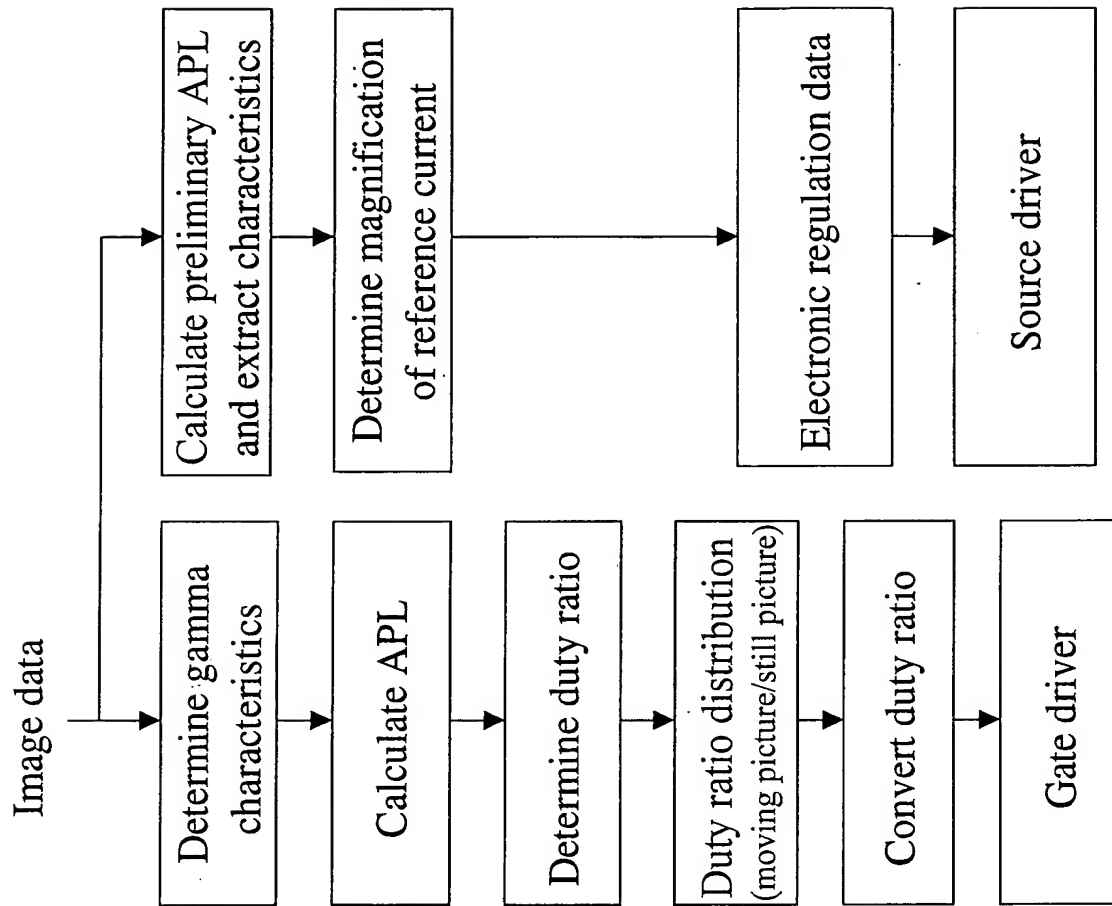 Image data
Determine gamma
characteristics
Calculate APL
Determine duty ratio
Duty ratio distribution
(moving picture/still picture)
Convert duty ratio
Gate driver
Calculate preliminary APL
and extract characteristics
Determine magnification
of reference current
Electronic regulation data
Source driver